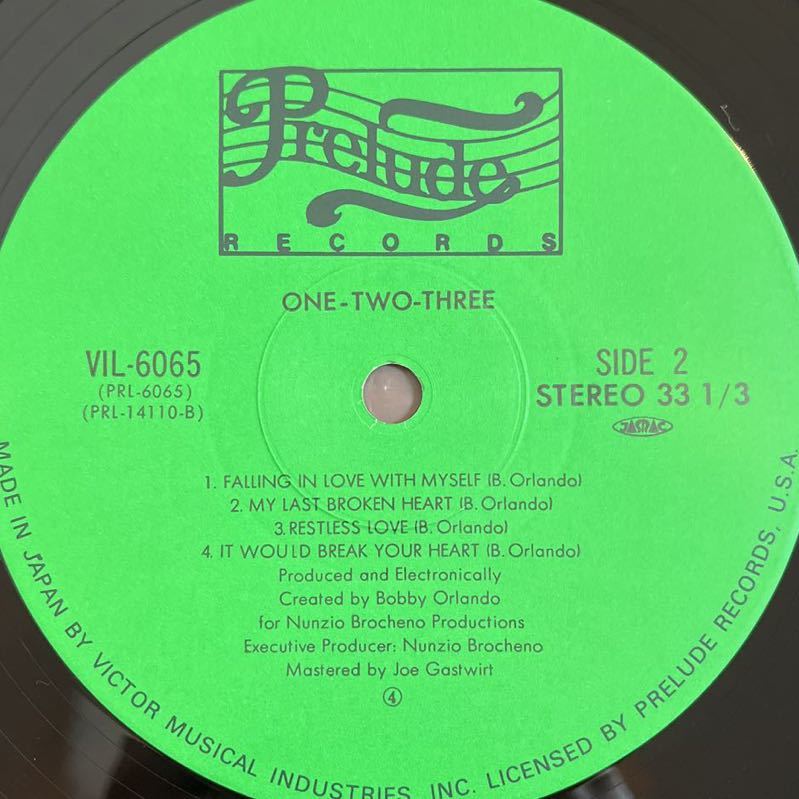 Prelude
RECORDS
ONE-TWO-THREE
VIL-6065
(PRL-6065)
(PRL-14110-B)
SIDE 2
STEREO 33 1/3
JASRAC
1. FALLING IN LOVE WITH MYSELF (B. Orlando)
2. MY LAST BROKEN HEART (B. Orlando)
3. RESTLESS LOVE (B. Orlando)
4. IT WOULD BREAK YOUR HEART (B. Orlando)
Produced and Electronically
Created by Bobby Orlando
for Nunzio Brocheno Productions
Executive Producer: Nunzio Brocheno
Mastered by Joe Gastwirt
④
MADE IN JAPAN BY VICTOR MUSICAL INDUSTRIES, INC. LICENSED BY PRELUDE RECORDS, U.S.A.